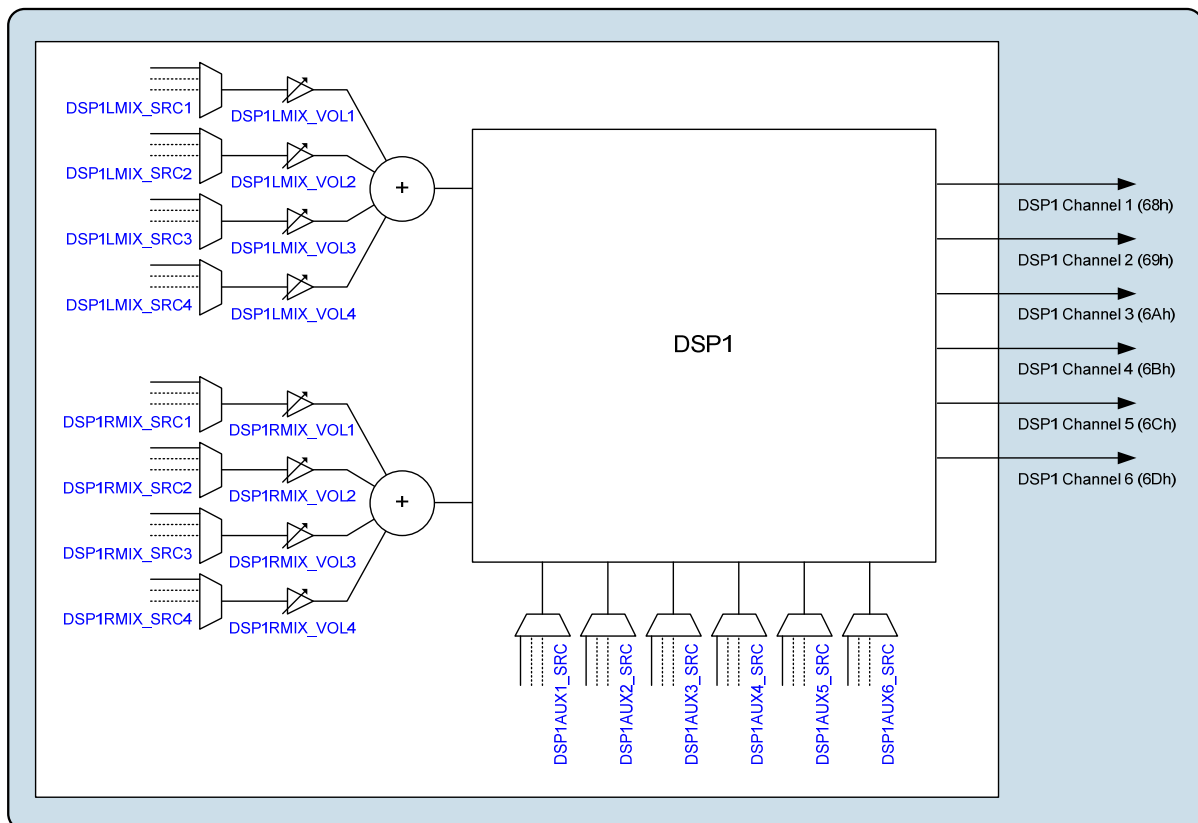 DSP1LMIX_SRC1
DSP1LMIX_VOL1
DSP1LMIX_SRC2
DSP1LMIX_VOL2
DSP1LMIX_SRC3
DSP1LMIX_VOL3
DSP1LMIX_SRC4
DSP1LMIX_VOL4
+
DSP1RMIX_SRC1
DSP1RMIX_VOL1
DSP1RMIX_SRC2
DSP1RMIX_VOL2
DSP1RMIX_SRC3
DSP1RMIX_VOL3
DSP1RMIX_SRC4
DSP1RMIX_VOL4
+
DSP1
DSP1 Channel 1 (68h)
DSP1 Channel 2 (69h)
DSP1 Channel 3 (6Ah)
DSP1 Channel 4 (6Bh)
DSP1 Channel 5 (6Ch)
DSP1 Channel 6 (6Dh)
DSP1AUX1_SRC
DSP1AUX2_SRC
DSP1AUX3_SRC
DSP1AUX4_SRC
DSP1AUX5_SRC
DSP1AUX6_SRC